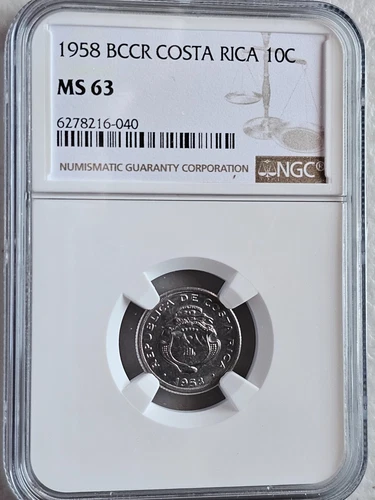 1958 BCCR COSTA RICA 10C
MS 63
6278216-040
NUMISMATIC GUARANTY CORPORATION
NGC
REPUBLICA DE COSTA RICA
1958